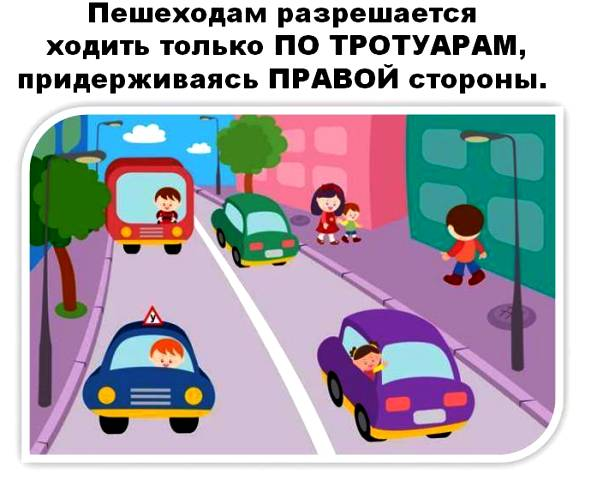 Пешеходам разрешается
ходить только ПО ТРОТУАРАМ,
придерживаясь ПРАВОЙ стороны.
У